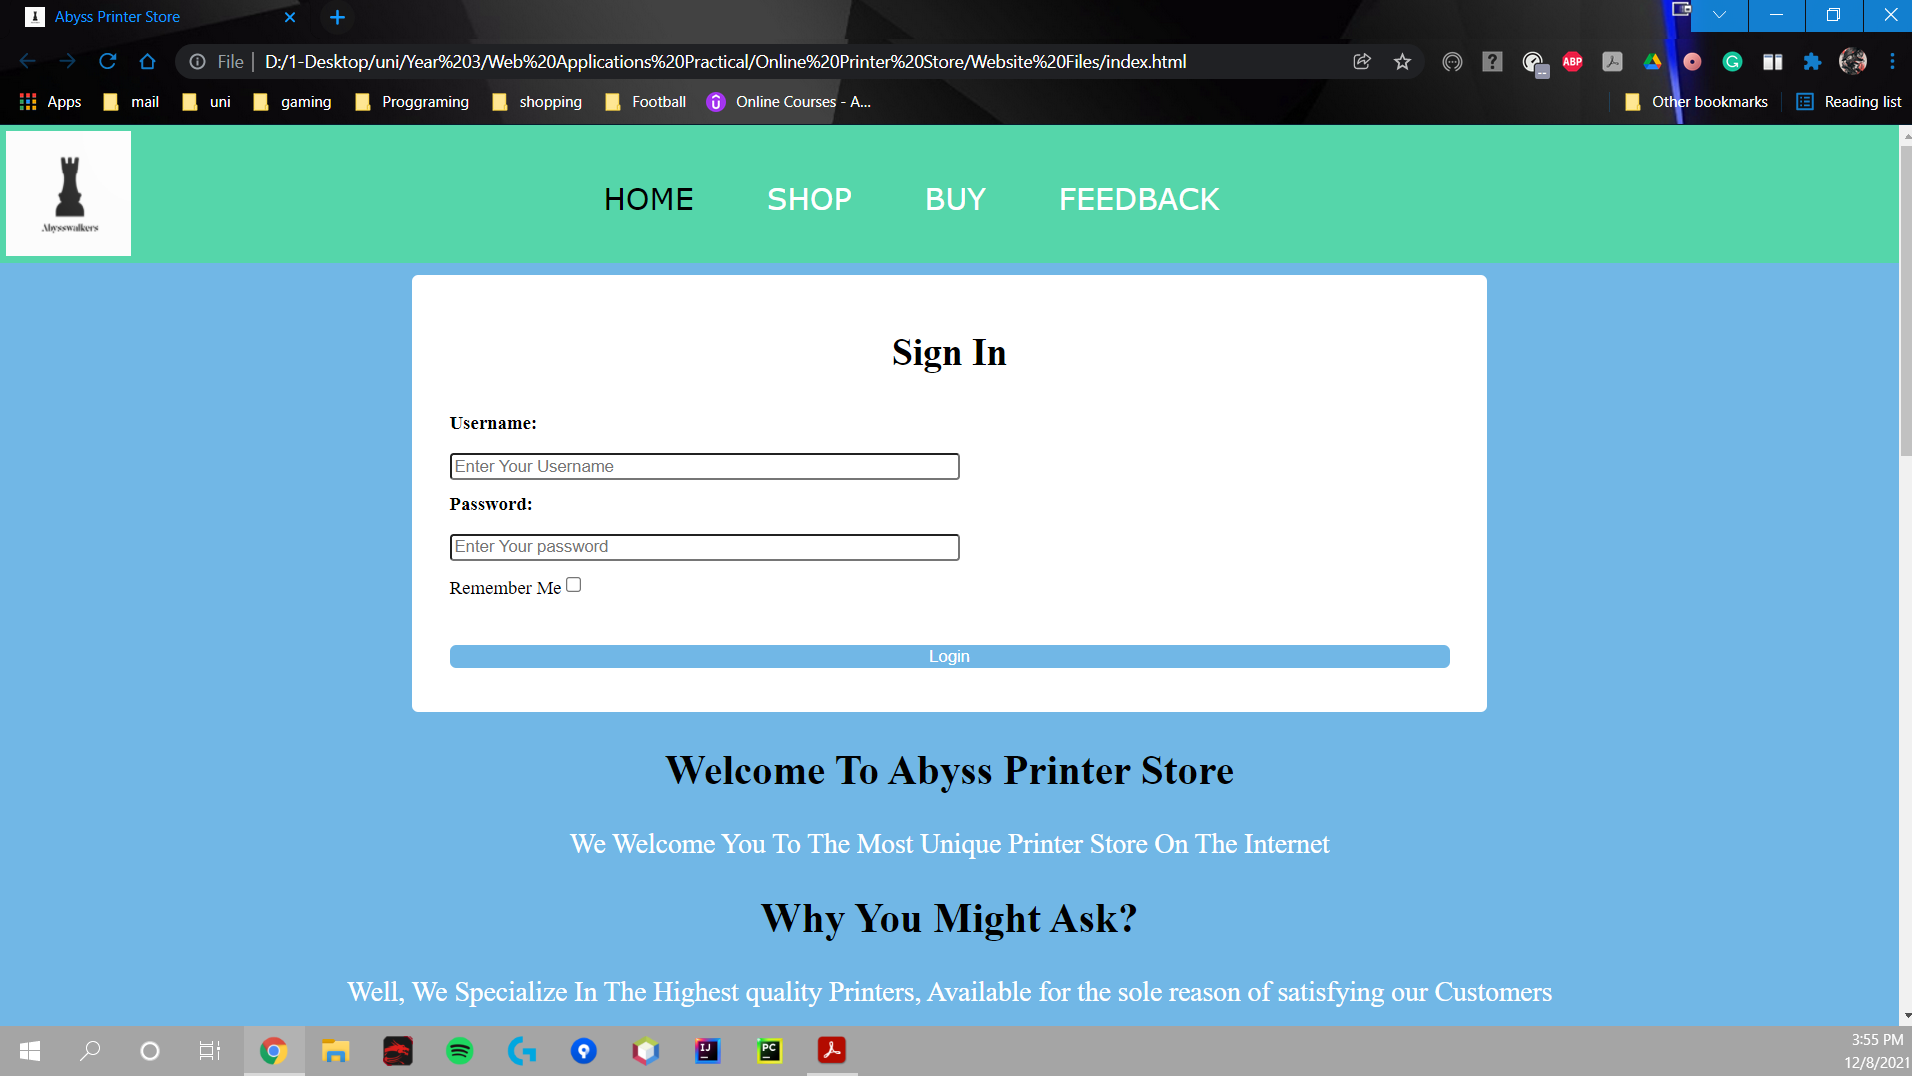 Abyss Printer Store
File | D:/1-Desktop/uni/Year%203/Web%20Applications%20Practical/Online%20Printer%20Store/Website%20Files/index.html
ABP
Apps mail uni gaming Proggraming shopping Football Online Courses - A... Other bookmarks Reading list
Abysswalkers
HOME SHOP BUY FEEDBACK
Sign In
Username:
Enter Your Username
Password:
Enter Your password
Remember Me
Login
Welcome To Abyss Printer Store
We Welcome You To The Most Unique Printer Store On The Internet
Why You Might Ask?
Well, We Specialize In The Highest quality Printers, Available for the sole reason of satisfying our Customers
IJ PC
3:55 PM
12/8/2021